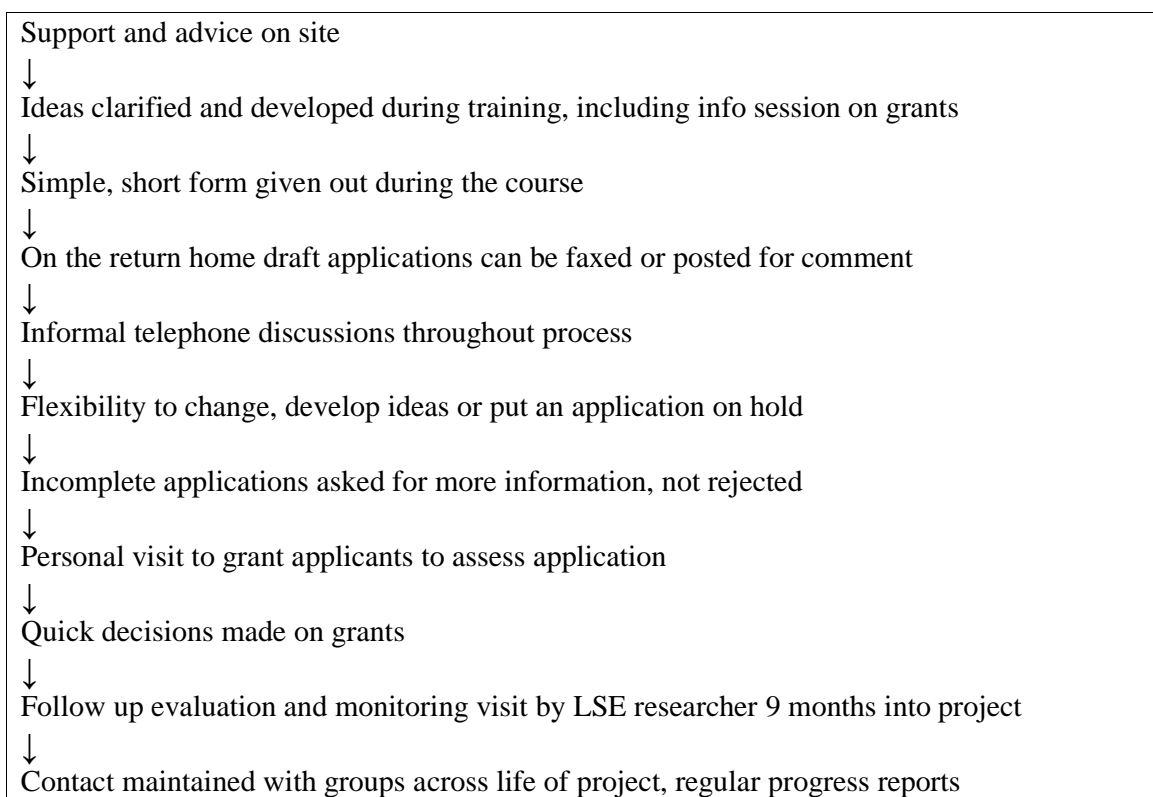 Support and advice on site
↓
Ideas clarified and developed during training, including info session on grants
↓
Simple, short form given out during the course
↓
On the return home draft applications can be faxed or posted for comment
↓
Informal telephone discussions throughout process
↓
Flexibility to change, develop ideas or put an application on hold
↓
Incomplete applications asked for more information, not rejected
↓
Personal visit to grant applicants to assess application
↓
Quick decisions made on grants
↓
Follow up evaluation and monitoring visit by LSE researcher 9 months into project
↓
Contact maintained with groups across life of project, regular progress reports